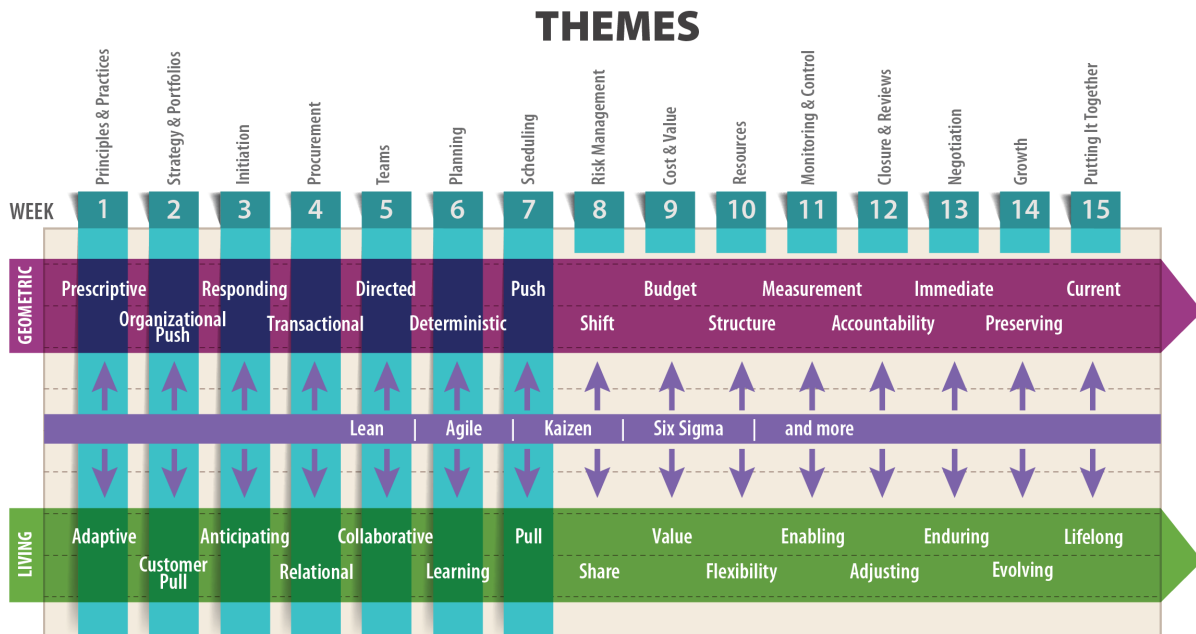 THEMES
Principles & Practices
Strategy & Portfolios
Initiation
Procurement
Teams
Planning
Scheduling
Risk Management
Cost & Value
Resources
Monitoring & Control
Closure & Reviews
Negotiation
Growth
Putting It Together
WEEK 1 2 3 4 5 6 7 8 9 10 11 12 13 14 15
GEOMETRIC
Prescriptive Responding Directed Push Budget Measurement Immediate Current
Organizational
Push
Transactional Deterministic Shift Structure Accountability Preserving
Lean | Agile | Kaizen | Six Sigma | and more
LIVING
Adaptive Anticipating Collaborative Pull Value Enabling Enduring Lifelong
Customer
Pull
Relational Learning Share Flexibility Adjusting Evolving